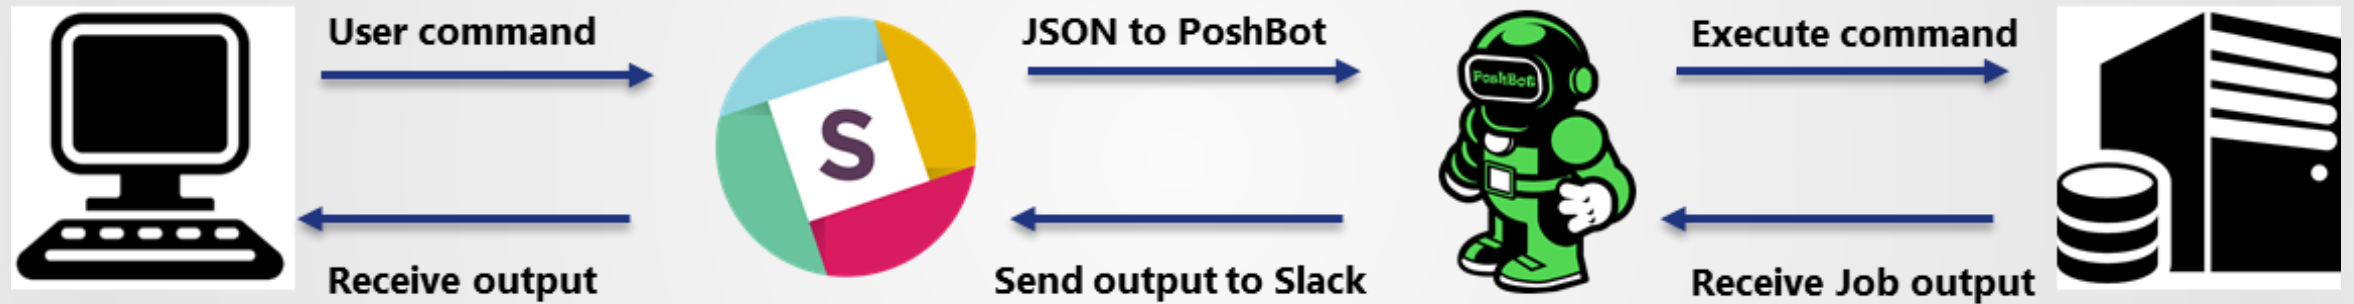 User command
JSON to PoshBot
Execute command
PoshBot
S
Receive output
Send output to Slack
Receive Job output